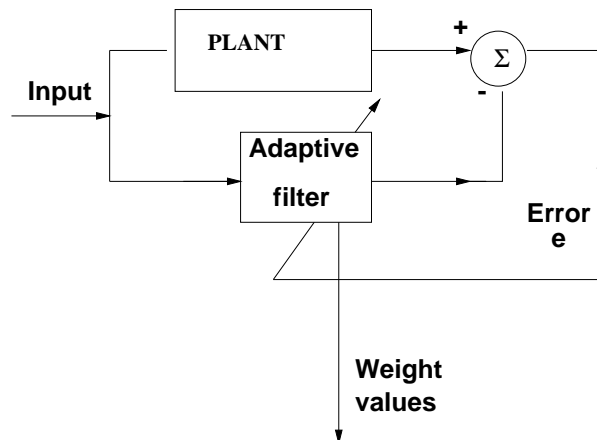 PLANT
+
Σ
-
Input
Adaptive
filter
Error
e
Weight
values